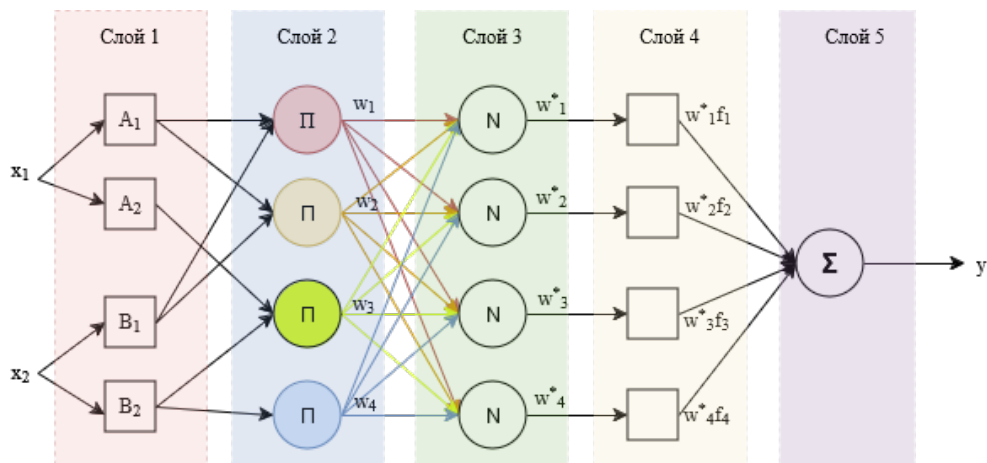 Слой 1 Слой 2 Слой 3 Слой 4 Слой 5
A₁ П w₁ N w*₁ w*₁f₁
x₁
A₂ П w₂ N w*₂ w*₂f₂
Σ y
B₁ П w₃ N w*₃ w*₃f₃
x₂
B₂ П w₄ N w*₄ w*₄f₄